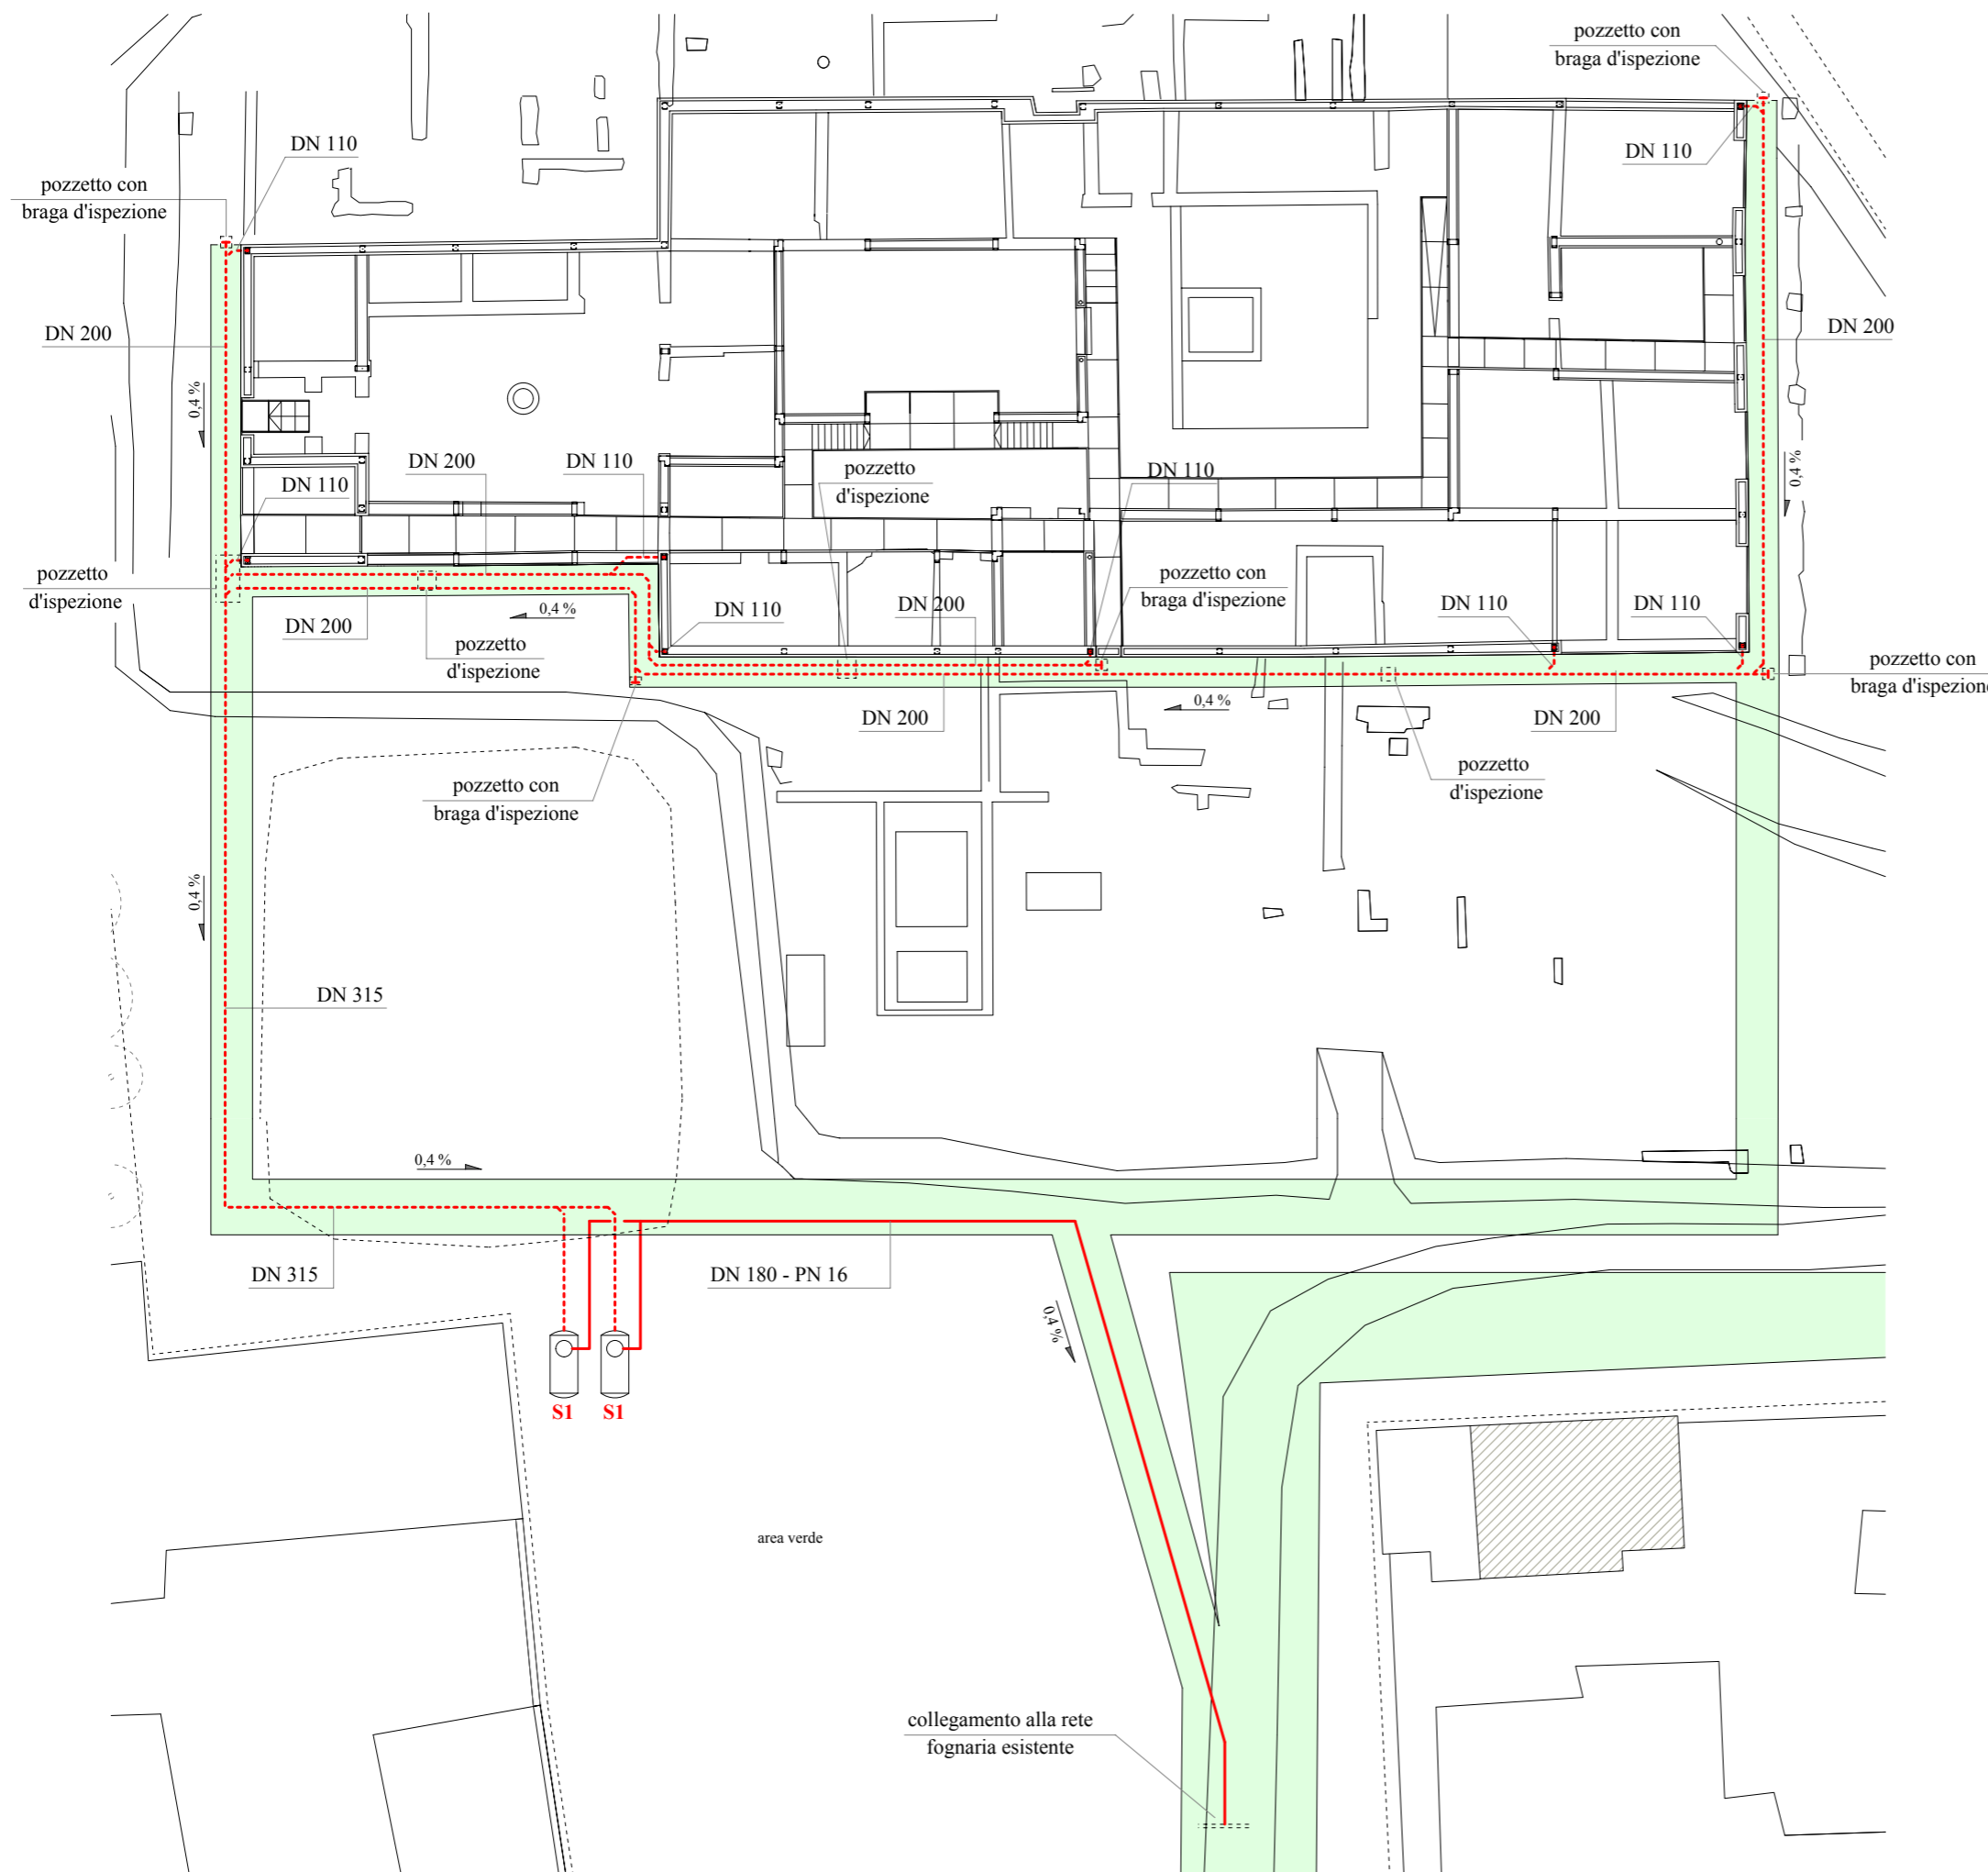 pozzetto con
braga d'ispezione
DN 110
DN 110
pozzetto con
braga d'ispezione
DN 200
DN 200
0,4 %
DN 200
DN 110
pozzetto
d'ispezione
DN 110
0,4 %
DN 110
pozzetto
d'ispezione
pozzetto con
braga d'ispezione
0,4 %
DN 200
DN 110
DN 200
DN 110
DN 110
pozzetto
d'ispezione
pozzetto con
braga d'ispezione
0,4 %
DN 200
DN 200
pozzetto con
braga d'ispezione
pozzetto
d'ispezione
0,4 %
DN 315
0,4 %
DN 315
DN 180 - PN 16
0,4 %
S1
S1
area verde
collegamento alla rete
fognaria esistente